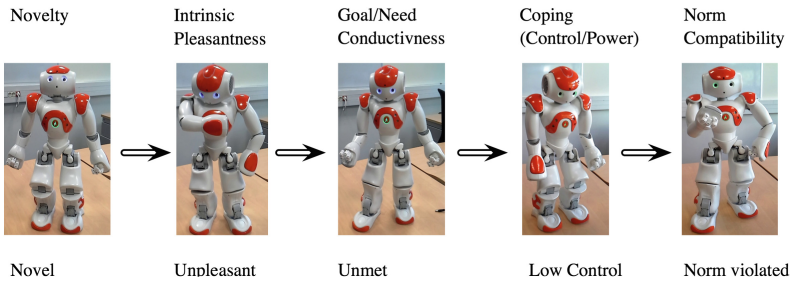 Novelty
Intrinsic
Pleasantness
Goal/Need
Conductivness
Coping
(Control/Power)
Norm
Compatibility
Novel
Unpleasant
Unmet
Low Control
Norm violated